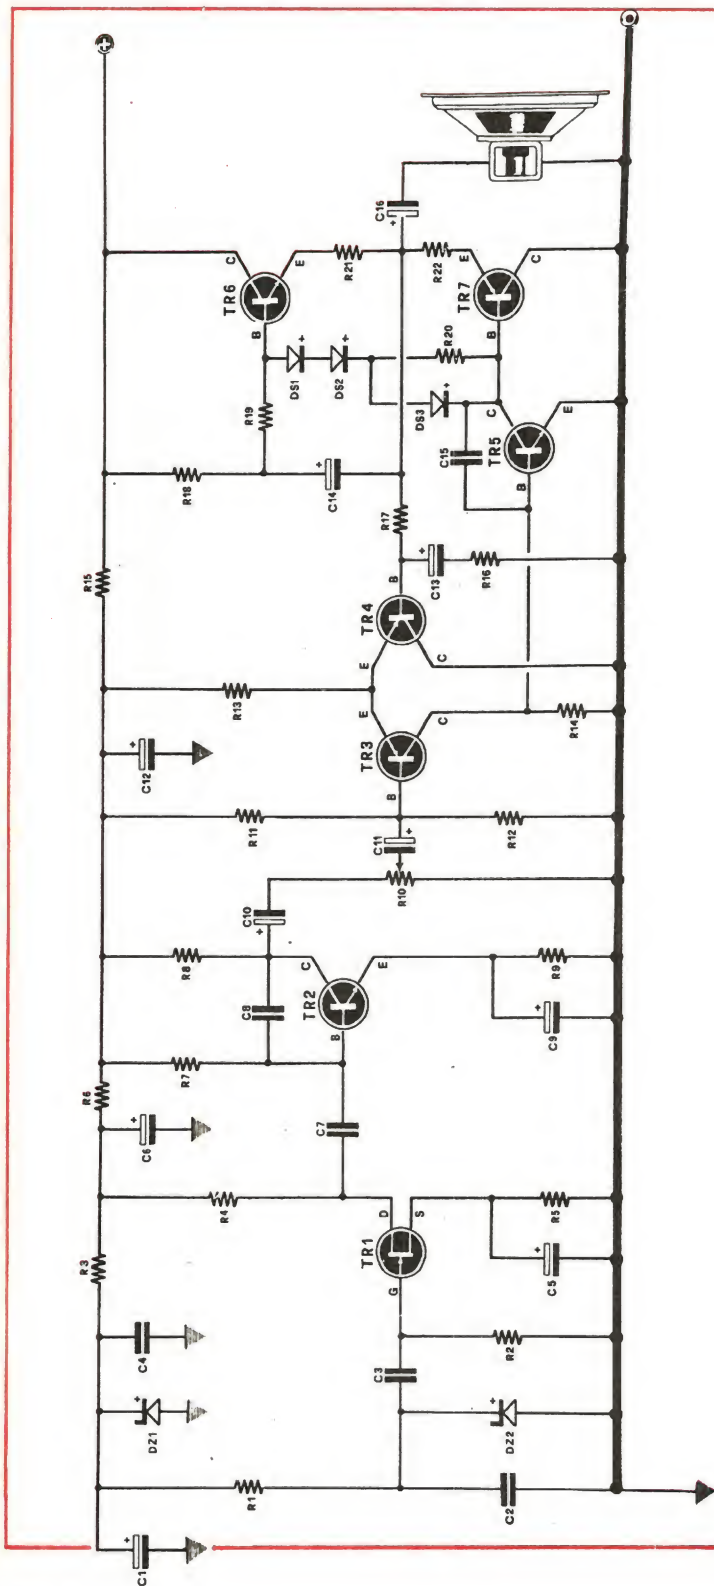 R3
R6
R15
+
C1
+
DZ1
+
C4
C6
+
C12
+
R1
R4
R7
R8
C8
C10
+
R11
R13
R18
R19
C14
+
TR6
B
C
E
DS1
+
DS2
+
R21
C16
+
C2
DZ2
+
C3
R2
TR1
G
D
S
C5
+
R5
C7
TR2
B
C
E
C9
+
R9
R10
C11
+
R12
TR3
B
E
C
R14
TR4
E
B
C
R17
C13
+
R16
DS3
+
C15
R20
TR5
B
C
E
R22
TR7
B
E
C